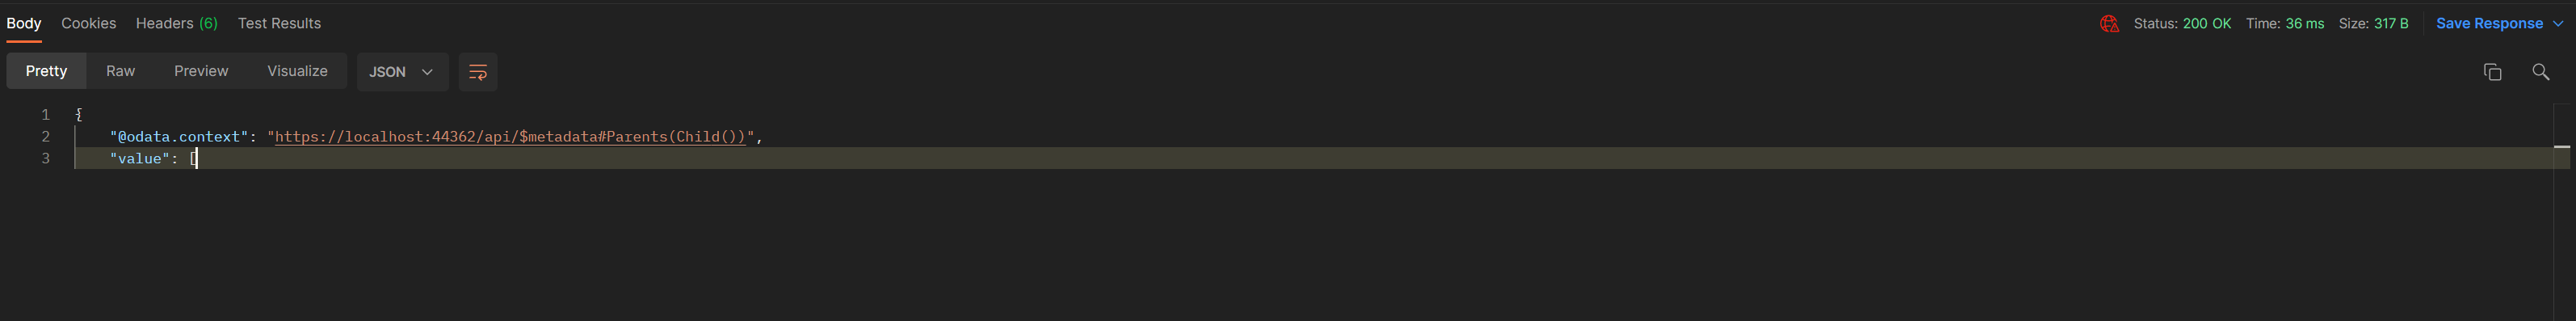 Body Cookies Headers (6) Test Results Status: 200 OK Time: 36 ms Size: 317 B Save Response
Pretty Raw Preview Visualize JSON
1 {
2 "@odata.context": "https://localhost:44362/api/$metadata#Parents(Child())",
3 "value": [